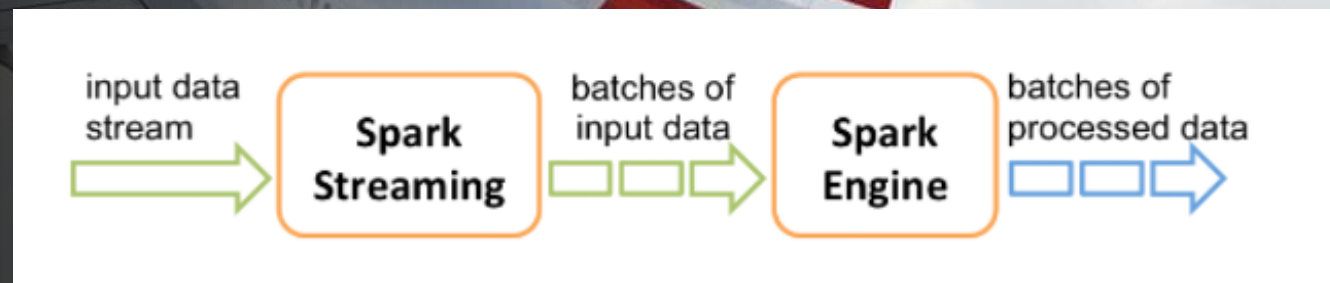 input data
stream
Spark
Streaming
batches of
input data
Spark
Engine
batches of
processed data